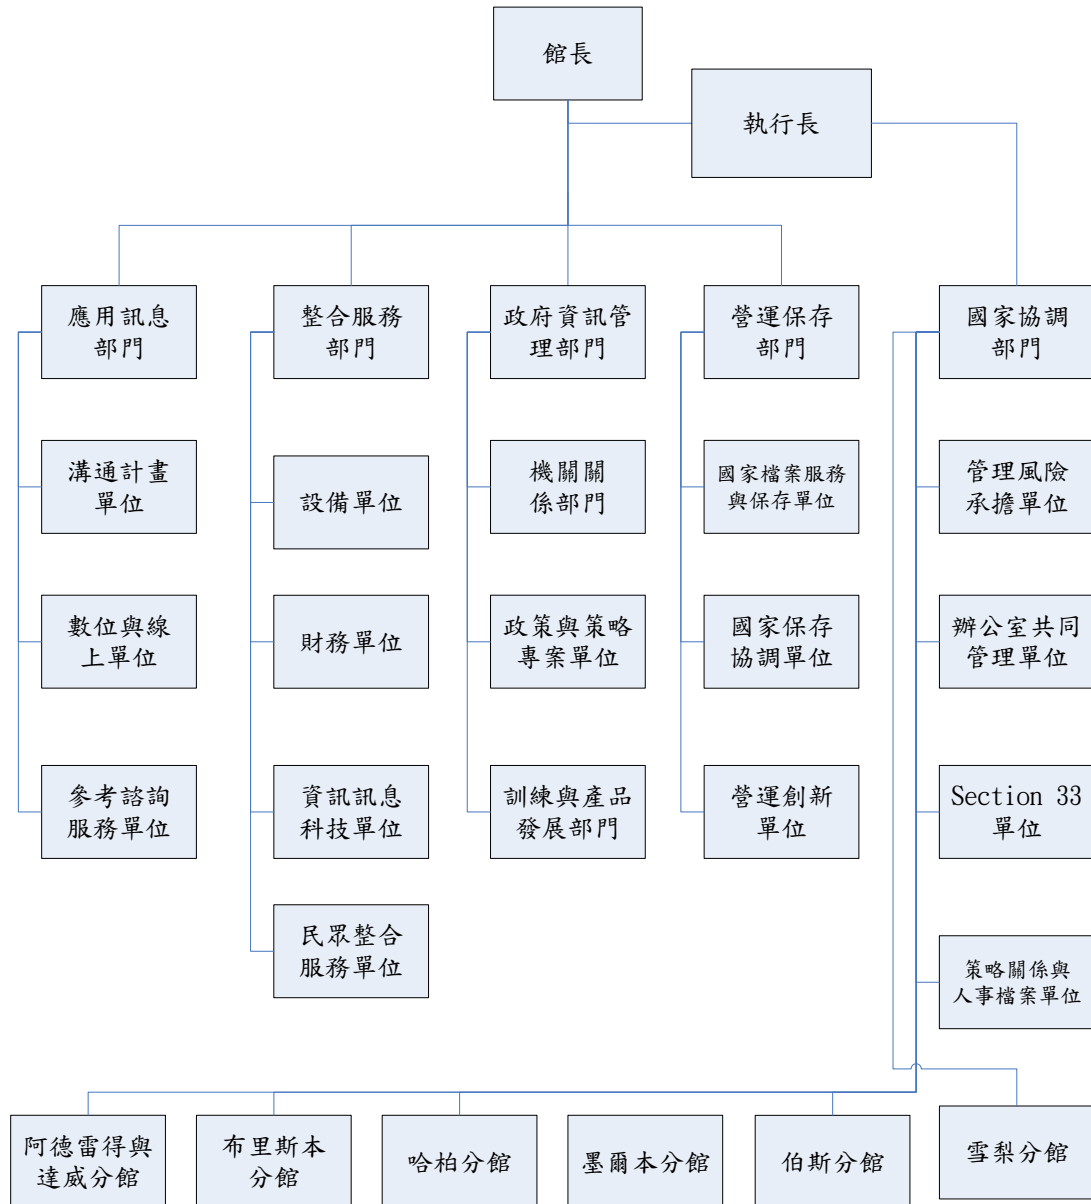 館長
執行長
應用訊息
部門
整合服務
部門
政府資訊管
理部門
營運保存
部門
國家協調
部門
溝通計畫
單位
設備單位
機關關
係部門
國家檔案服務
與保存單位
管理風險
承擔單位
數位與線
上單位
財務單位
政策與策略
專案單位
國家保存
協調單位
辦公室共同
管理單位
參考諮詢
服務單位
資訊訊息
科技單位
訓練與產品
發展部門
營運創新
單位
Section 33
單位
民眾整合
服務單位
策略關係與
人事檔案單位
阿德雷得與
達威分館
布里斯本
分館
哈柏分館
墨爾本分館
伯斯分館
雪梨分館